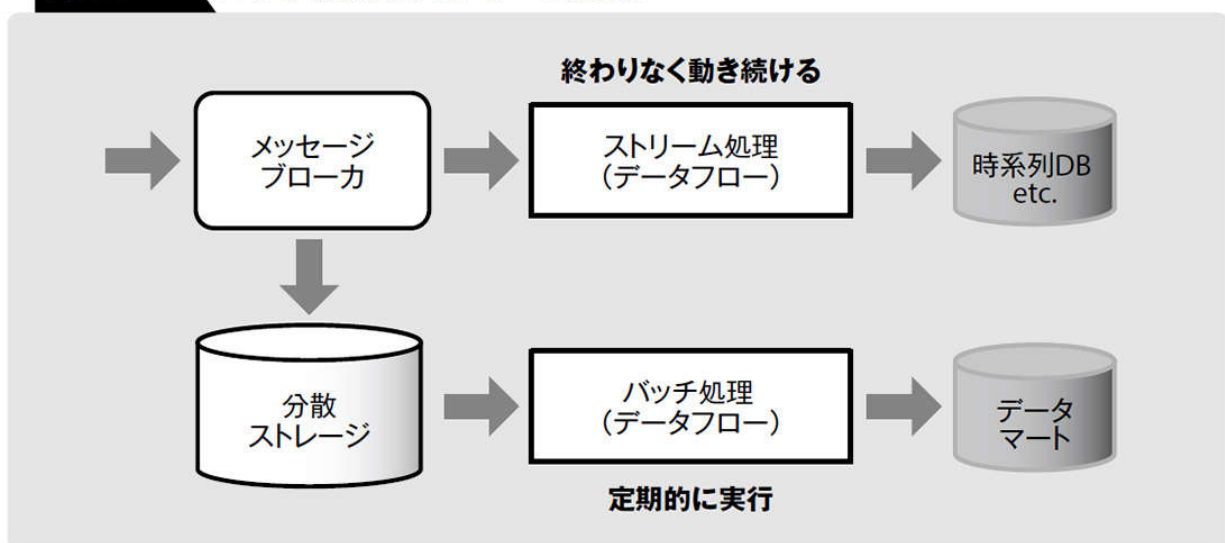 終わりなく動き続ける
メッセージ
ブローカ
ストリーム処理
（データフロー）
時系列DB
etc.
分散
ストレージ
バッチ処理
（データフロー）
データ
マート
定期的に実行